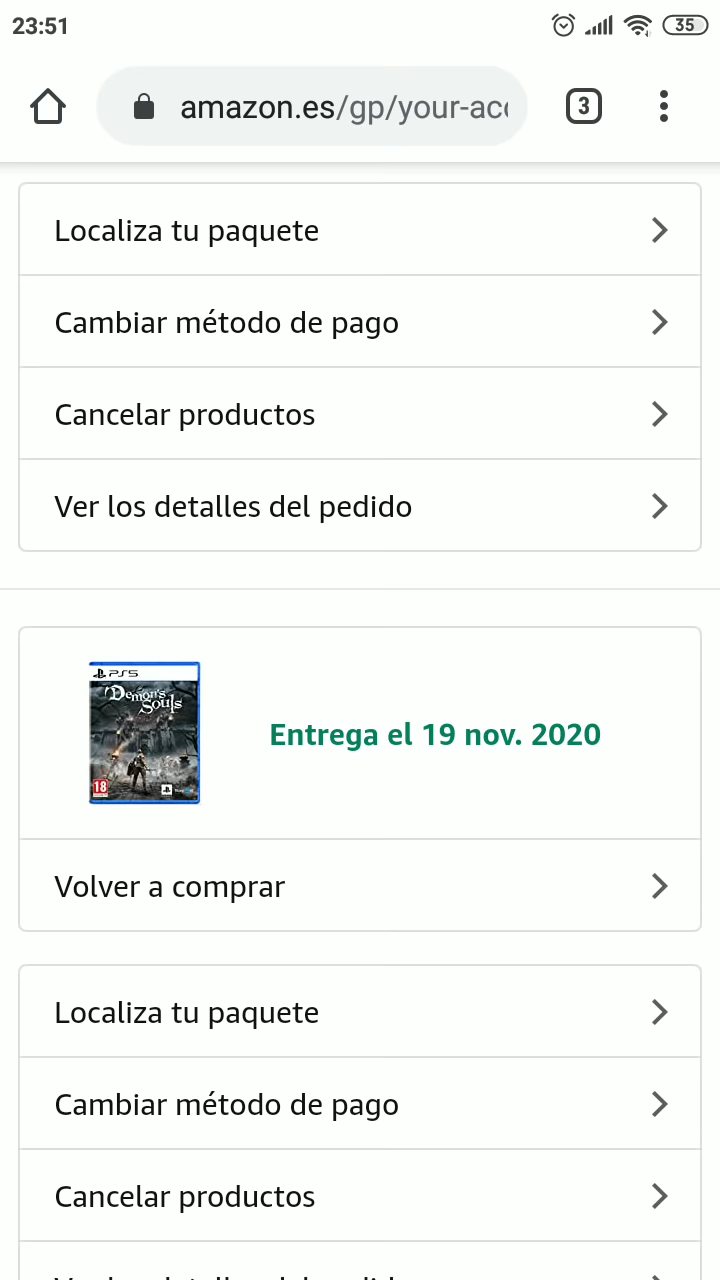 23:51
35
amazon.es/gp/your-acc
3
Localiza tu paquete
Cambiar método de pago
Cancelar productos
Ver los detalles del pedido
PS5
Demon's
Souls
18
Entrega el 19 nov. 2020
Volver a comprar
Localiza tu paquete
Cambiar método de pago
Cancelar productos